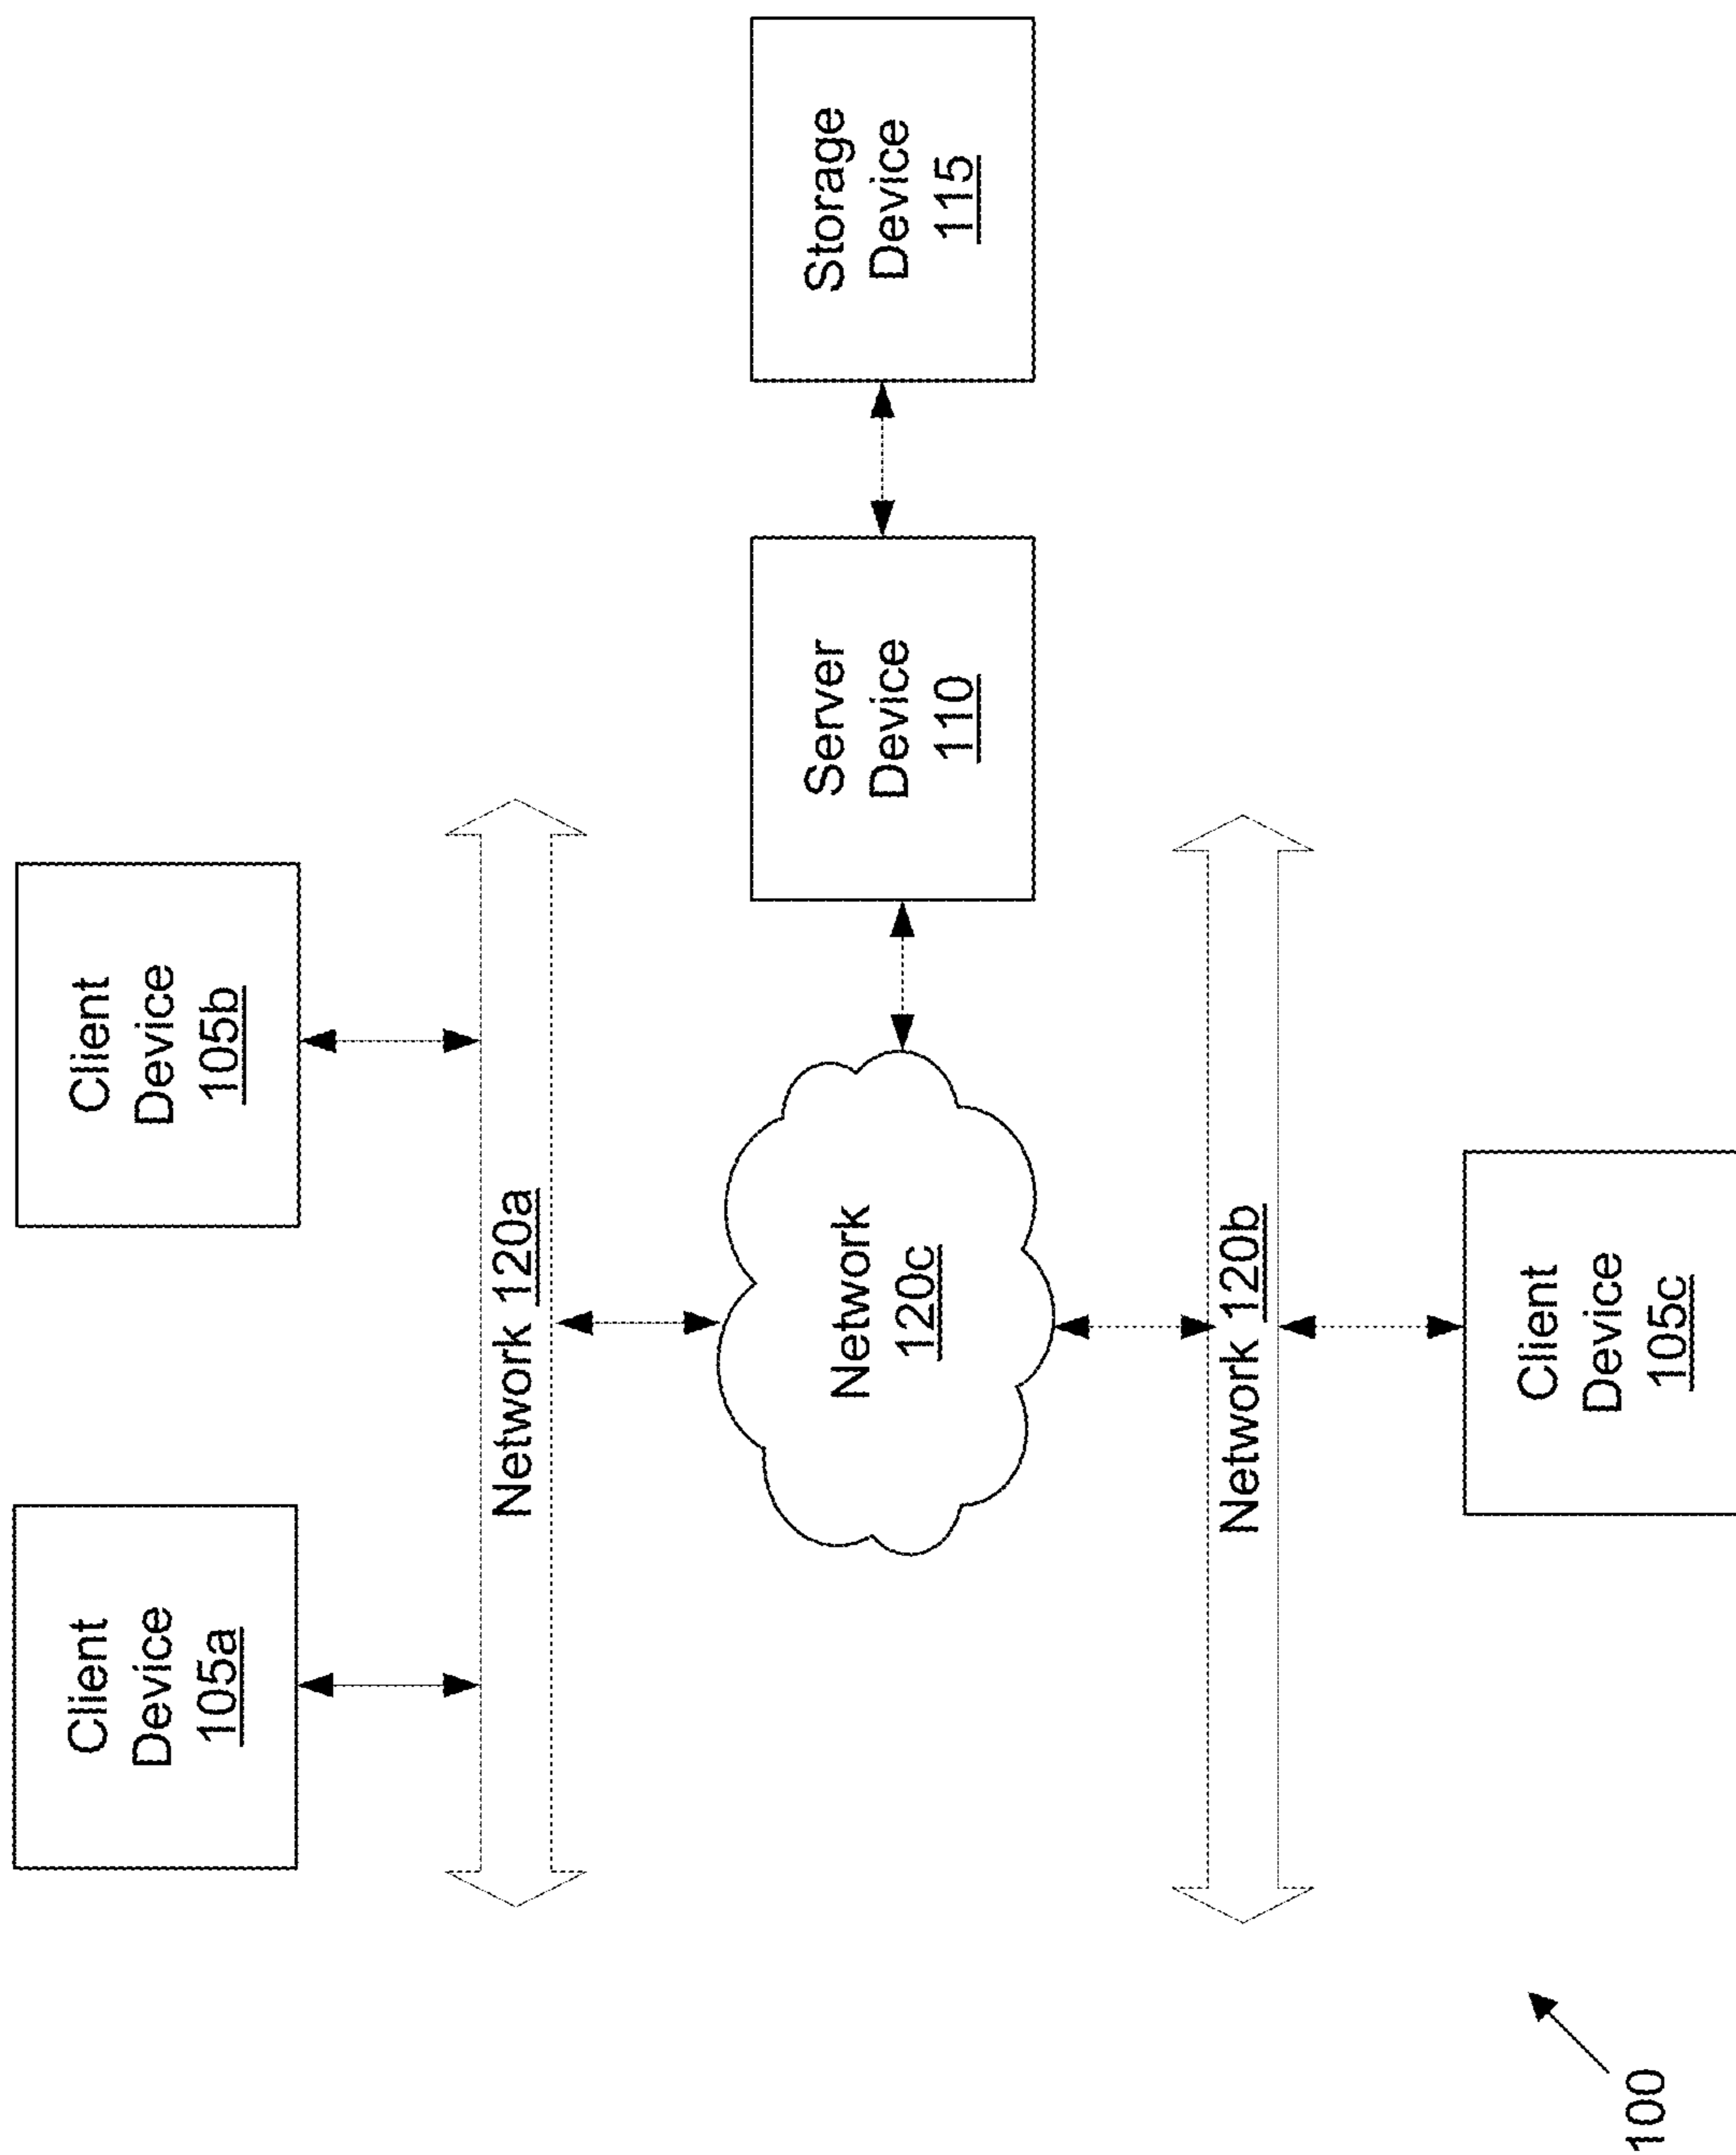 Client
Device
105a
Client
Device
105b
Network 120a
Network
120c
Server
Device
110
Storage
Device
115
Network 120b
Client
Device
105c
100